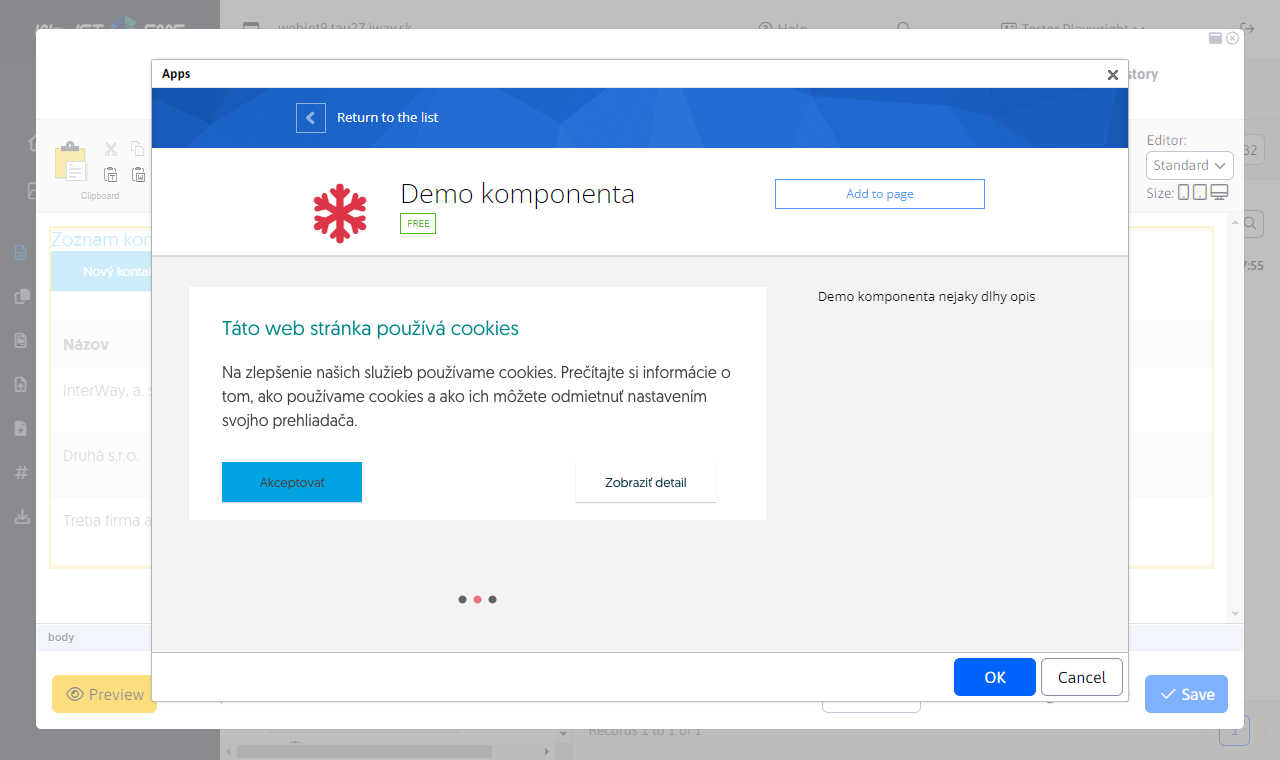 webjet9.tau27.iway.sk
Help
Tester Playwright
Apps
story
Return to the list
Editor:
Standard
Size:
Clipboard
Demo komponenta
FREE
Add to page
Zoznam kon
Nový kontak
7:55
Názov
InterWay, a. s
Druhá s.r.o.
Tretia firma a
Táto web stránka používá cookies
Na zlepšenie našich služieb používame cookies. Prečítajte si informácie o
tom, ako používame cookies a ako ich môžete odmietnuť nastavením
svojho prehliadača.
Akceptovať
Zobraziť detail
Demo komponenta nejaky dlhy opis
body
OK
Cancel
Preview
Save
Records 1 to 1 of 1
1